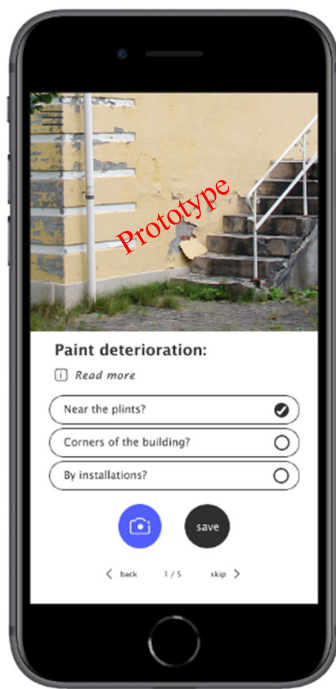 Prototype
Paint deterioration:
i Read more
Near the plints?
Corners of the building?
By installations?
save
< back 1 / 5 skip >